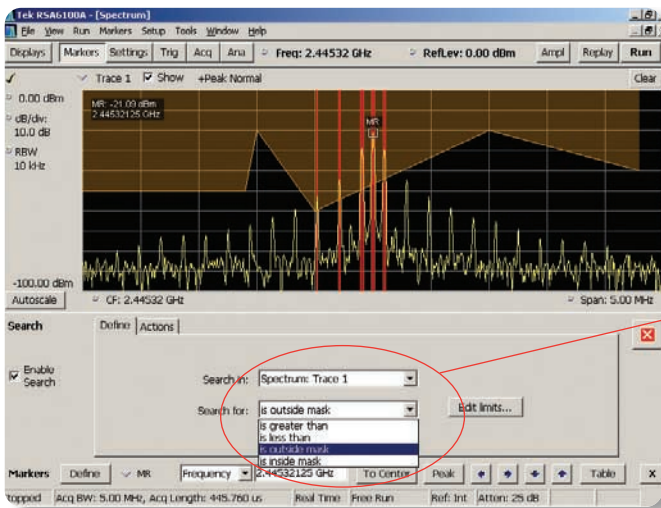 Tek RSA6100A - [Spectrum]
File View Run Markers Setup Tools Window Help
Displays Markers Settings Trig Acq Ana Freq: 2.44532 GHz RefLev: 0.00 dBm Ampl Replay Run
Trace 1 Show +Peak Normal Clear
0.00 dBm
MR: -21.09 dBm
2.44532125 GHz
dB/div:
10.0 dB
MR
RBW
10 kHz
-100.00 dBm
Autoscale CF: 2.44532 GHz Span: 5.00 MHz
Search Define Actions
Enable
Search
Search in: Spectrum: Trace 1
Search for: is outside mask Edit limits...
is greater than
is less than
is outside mask
is inside mask
Markers Define MR Frequency 2.44532125 GHz To Center Peak Table X
topped Acq BW: 5.00 MHz, Acq Length: 445.760 us Real Time Free Run Ref: Int Atten: 25 dB